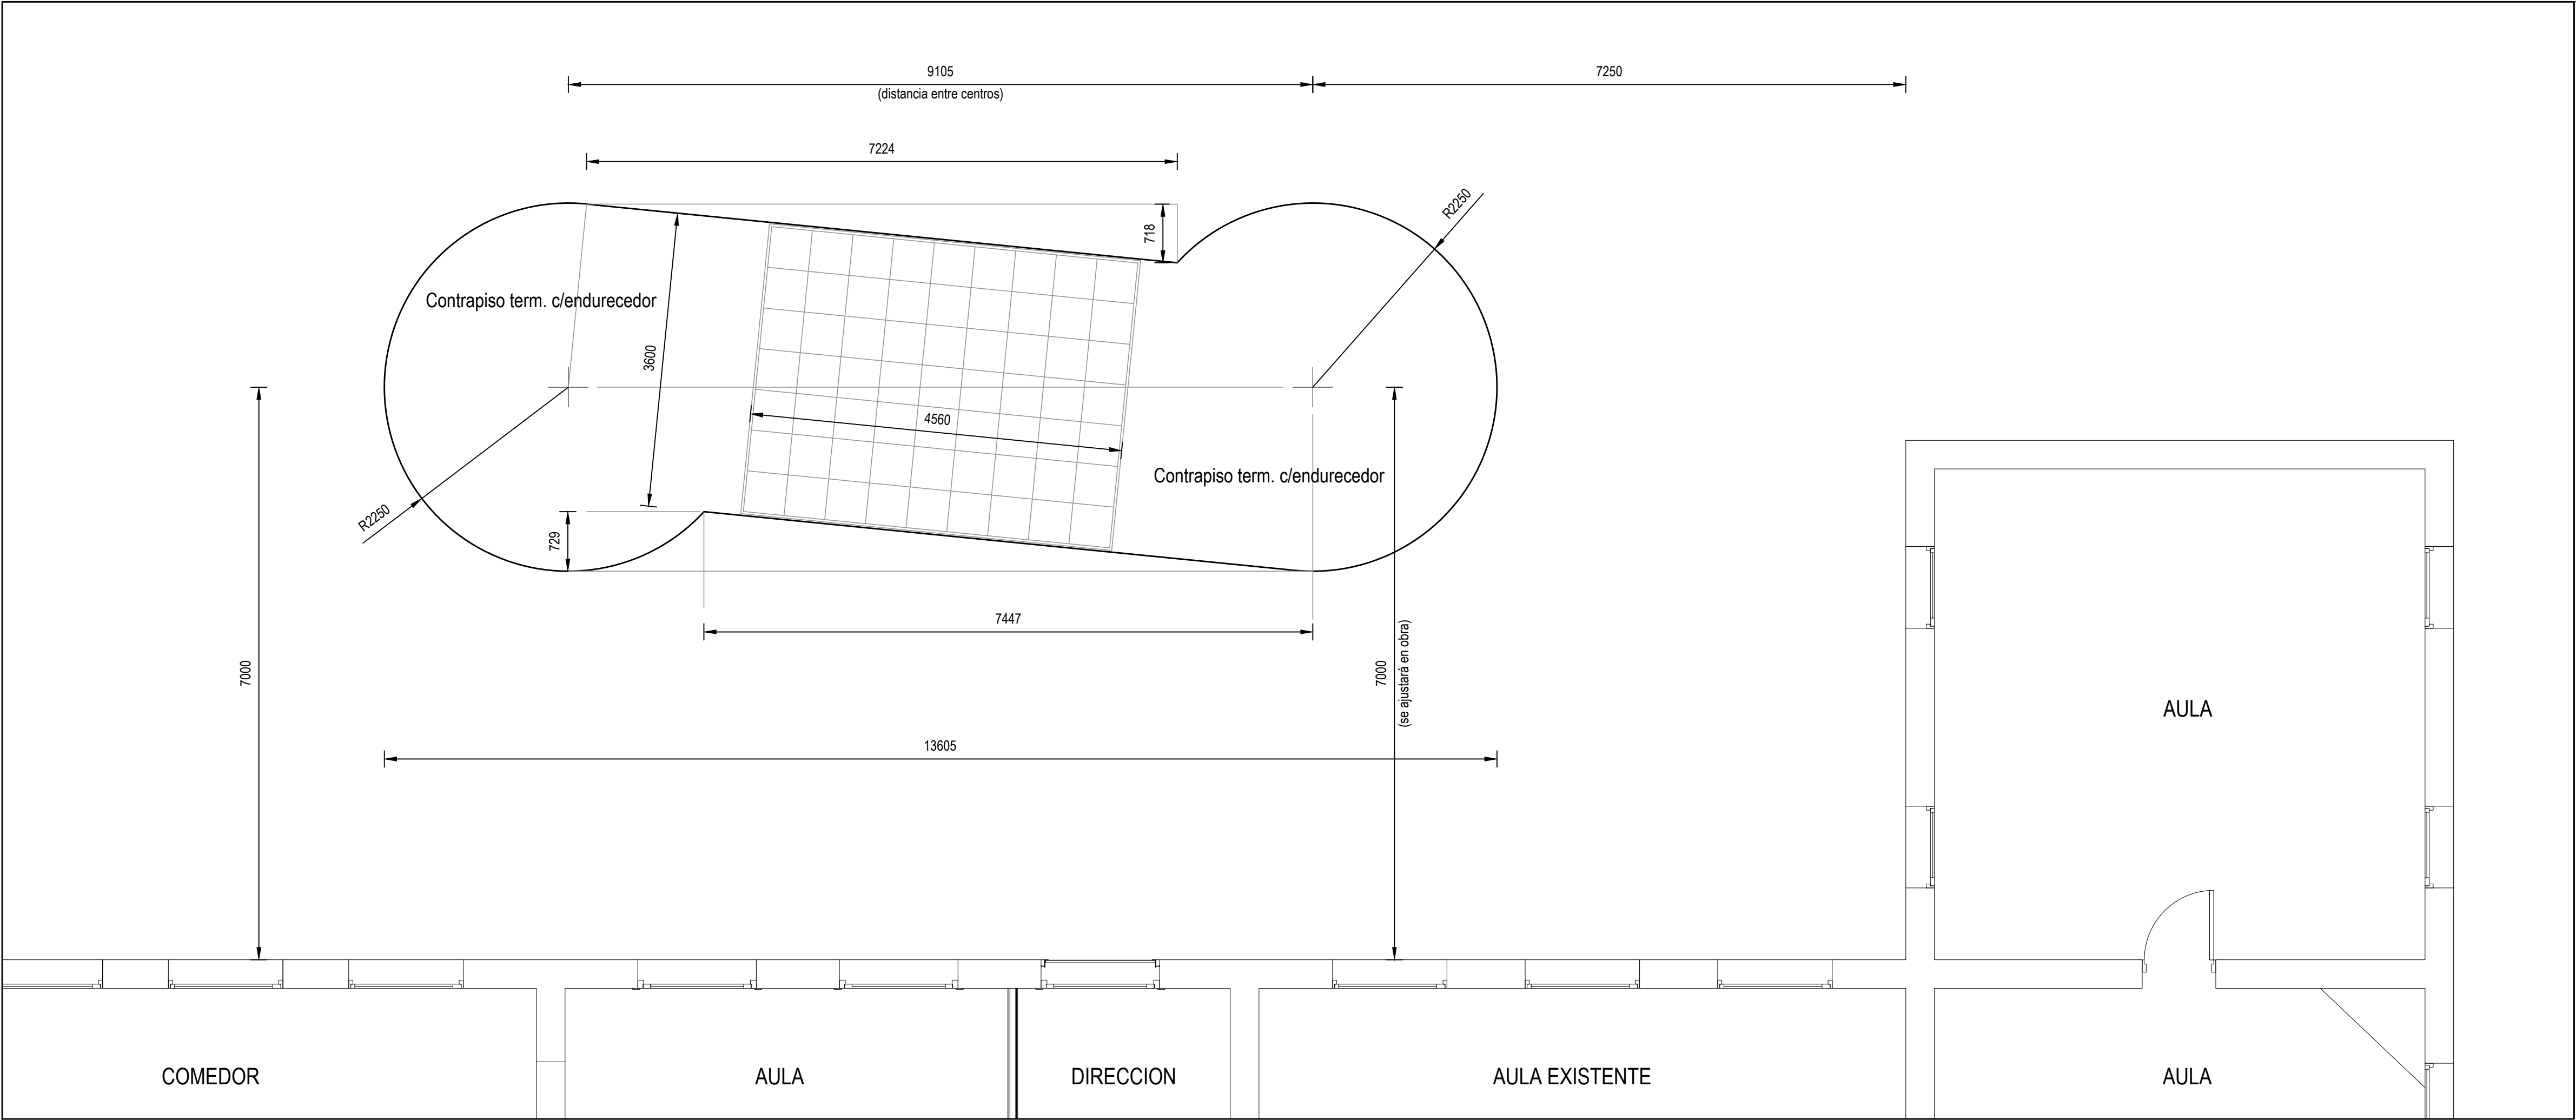 9105
(distancia entre centros)
7250
7224
R2250
718
Contrapiso term. c/endurecedor
3600
4560
Contrapiso term. c/endurecedor
R2250
729
7447
7000
7000
(se ajustará en obra)
13605
AULA
COMEDOR
AULA
DIRECCION
AULA EXISTENTE
AULA